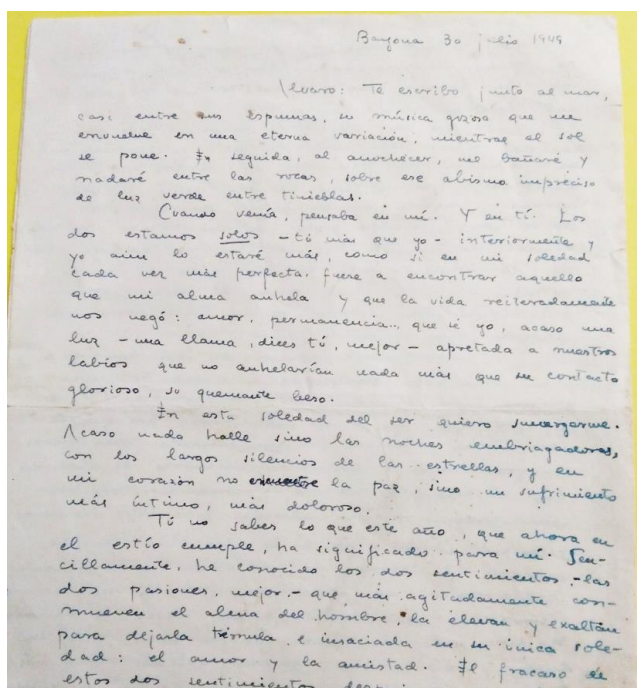 Bayona 30 julio 1949
Alvaro: Te escribo junto al mar,
casi entre sus espumas, su música gozosa que me
envuelve en una eterna variación, mientras el sol
se pone. En seguida, al anochecer, me bañaré y
nadaré entre las rocas, sobre ese abismo impreciso
de luz verde entre tinieblas.
Cuando venía, pensaba en mí. Y en tí. Los
dos estamos solos - tú más que yo - interiormente, y
yo aún lo estaré más, como si en mi soledad
cada vez más perfecta fuera a encontrar aquello
que mi alma anhela y que la vida reiteradamente
nos negó: amor, permanencia... qué sé yo, acaso una
luz - una llama, dices tú, mejor - apretada a nuestros
labios que no anhelarían nada más que su contacto
glorioso, su quemante beso.
En esta soledad del ser quiero sumergirme.
Acaso nada halle sino las noches embriagadoras,
con los largos silencios de las estrellas, y en
mi corazón no encuentre la paz, sino un sufrimiento
más íntimo, más doloroso.
Tú no sabes lo que este año, que ahora en
el estío cumple, ha significado para mí. Sen-
cillamente, he conocido los dos sentimientos, - las
dos pasiones, mejor - que más agitadamente con-
mueven el alma del hombre, la elevan y exaltan
para dejarla trémula e insaciada en su única sole-
dad: el amor y la amistad. El fracaso de
estos dos sentimientos